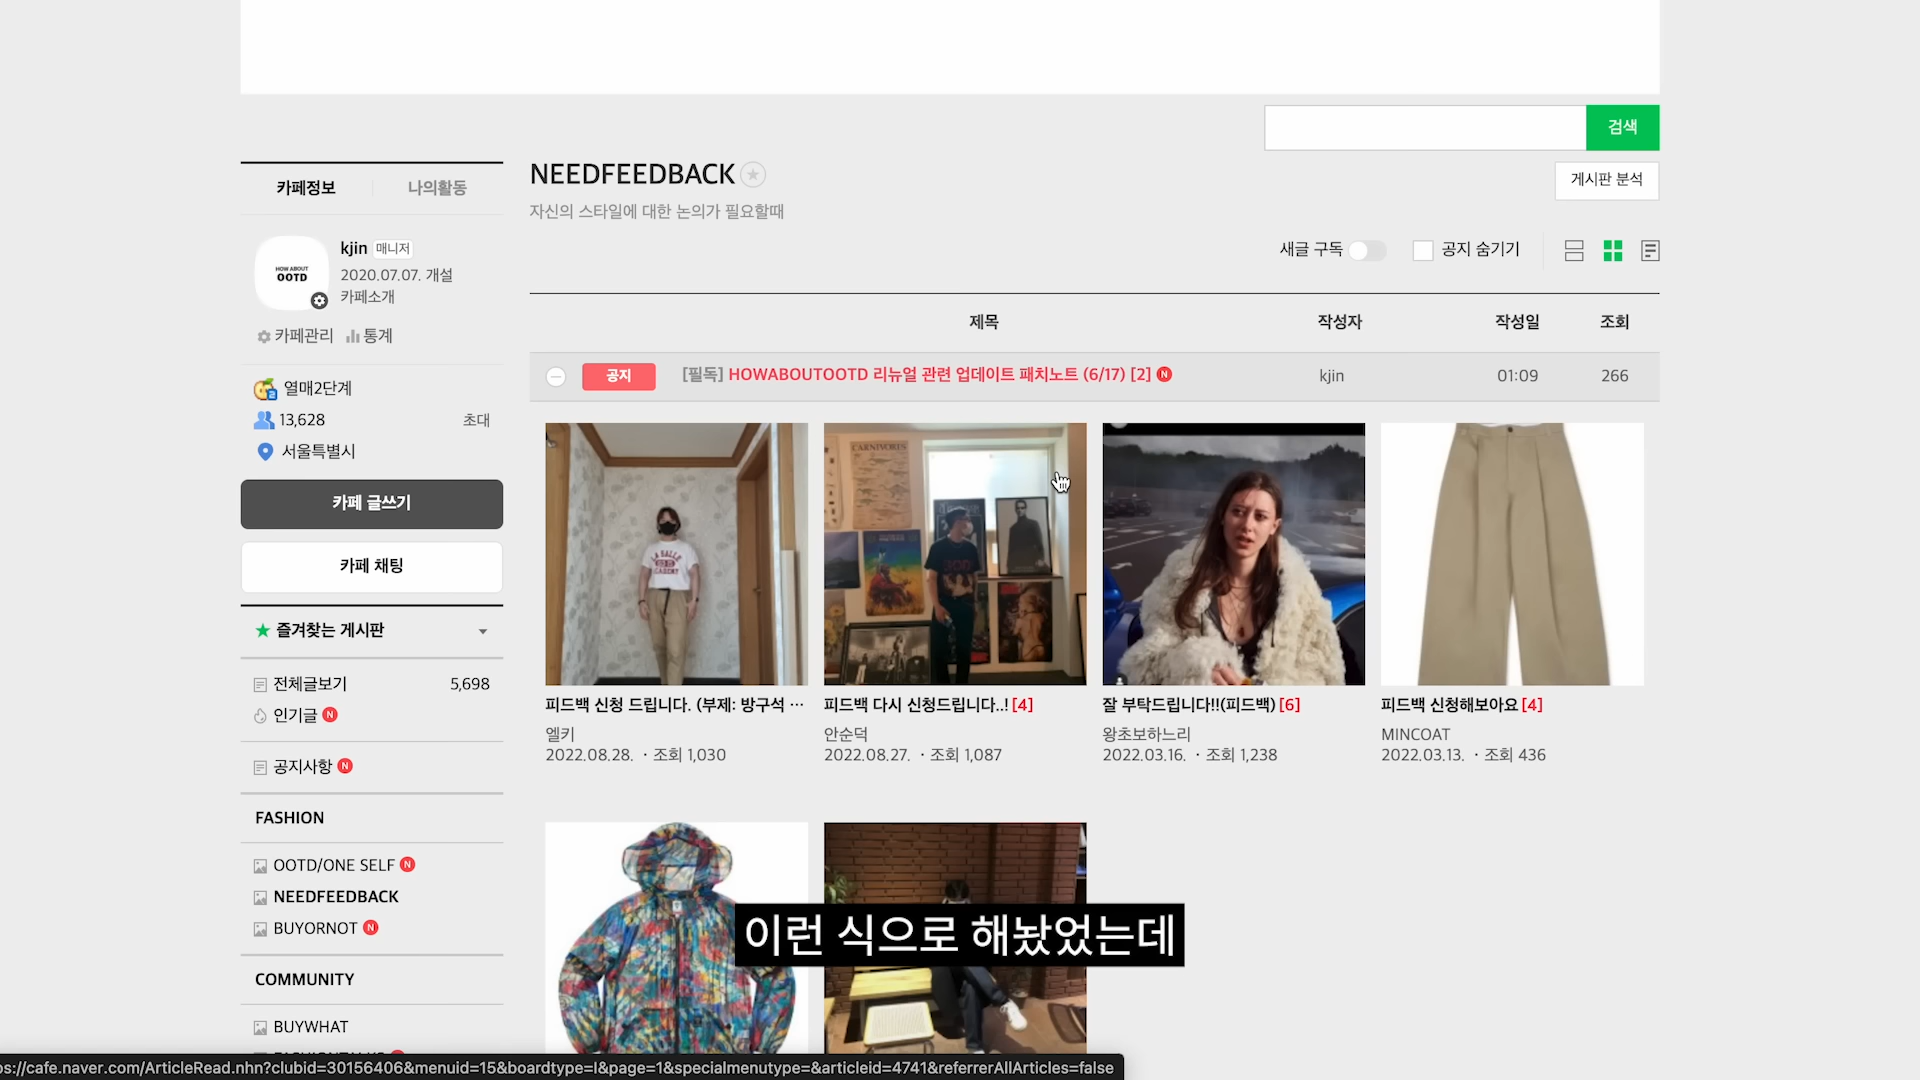 검색
카페정보
나의활동
NEEDFEEDBACK
게시판 분석
자신의 스타일에 대한 논의가 필요할때
HOW ABOUT
OOTD
kjin 매니저
2020.07.07. 개설
카페소개
새글 구독
공지 숨기기
카페관리 통계
제목 작성자 작성일 조회
공지 [필독] HOWABOUTOOTD 리뉴얼 관련 업데이트 패치노트 (6/17) [2] N kjin 01:09 266
열매2단계
13,628 초대
서울특별시
카페 글쓰기
카페 채팅
즐겨찾는 게시판
전체글보기 5,698
인기글 N
공지사항 N
FASHION
OOTD/ONE SELF N
NEEDFEEDBACK
BUYORNOT N
COMMUNITY
BUYWHAT
LA SALLE
ACADEMY
CARNIVORES
피드백 신청 드립니다. (부제: 방구석 ···
엘키
2022.08.28. · 조회 1,030
피드백 다시 신청드립니다..! [4]
안순덕
2022.08.27. · 조회 1,087
잘 부탁드립니다!!(피드백) [6]
왕초보하느리
2022.03.16. · 조회 1,238
피드백 신청해보아요 [4]
MINCOAT
2022.03.13. · 조회 436
이런 식으로 해놨었는데
os://cafe.naver.com/ArticleRead.nhn?clubid=30156406&menuid=15&boardtype=I&page=1&specialmenutype=&articleid=4741&referrerAllArticles=false